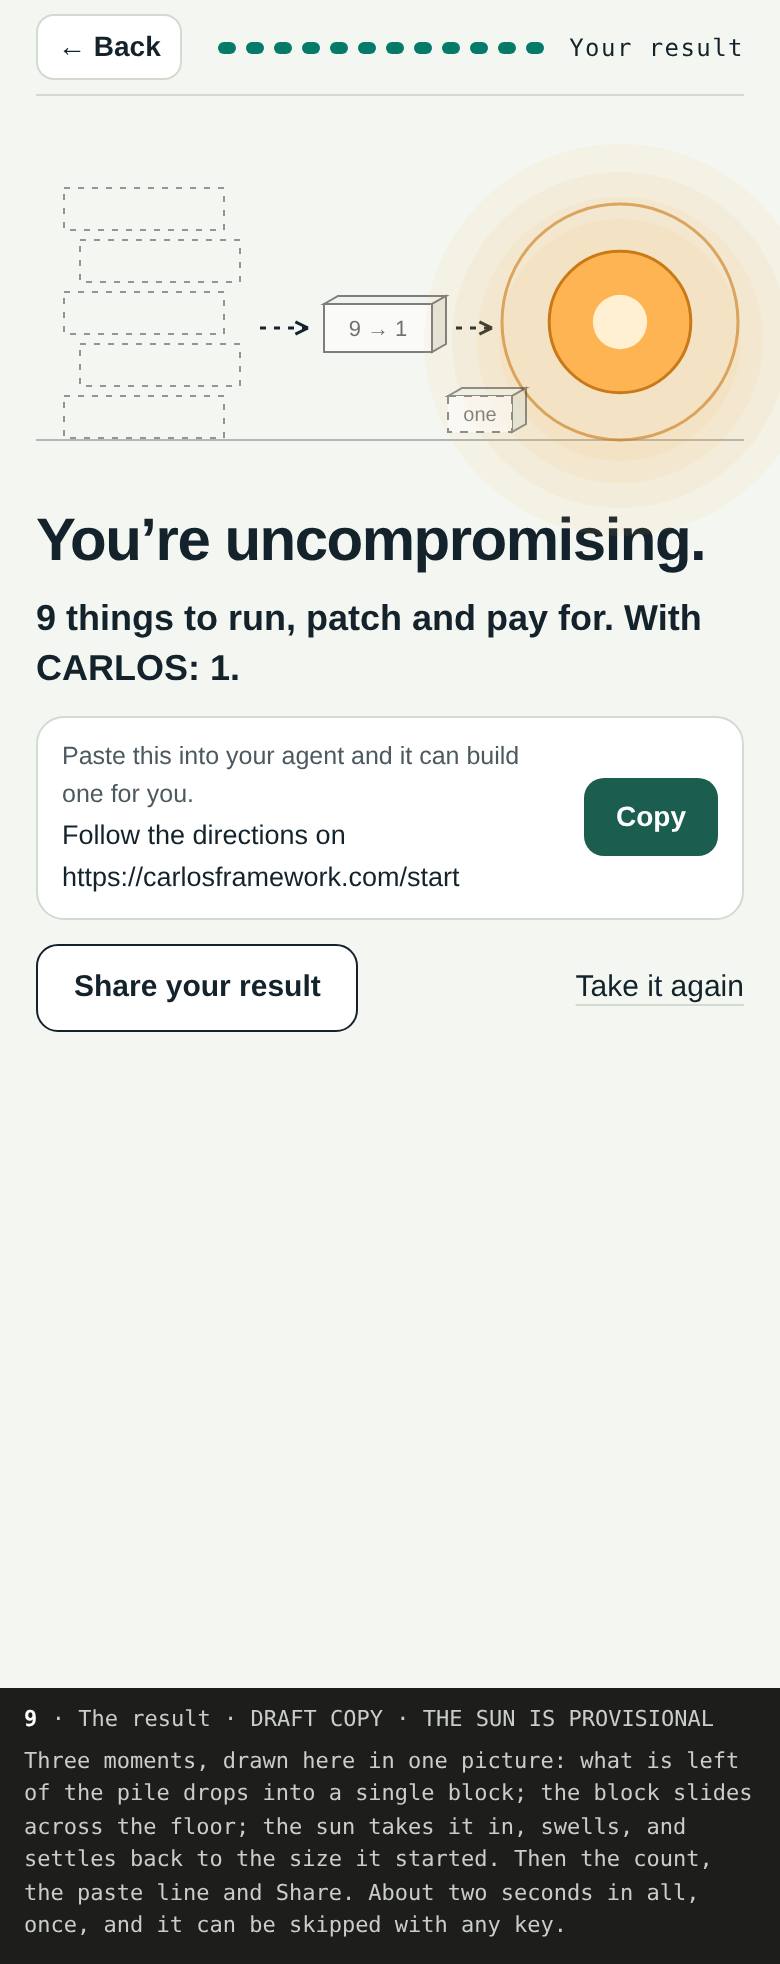 ← Back
Your result
9 → 1
one
You’re uncompromising.
9 things to run, patch and pay for. With
CARLOS: 1.
Paste this into your agent and it can build
one for you.
Follow the directions on
https://carlosframework.com/start
Copy
Share your result
Take it again
9 · The result · DRAFT COPY · THE SUN IS PROVISIONAL
Three moments, drawn here in one picture: what is left
of the pile drops into a single block; the block slides
across the floor; the sun takes it in, swells, and
settles back to the size it started. Then the count,
the paste line and Share. About two seconds in all,
once, and it can be skipped with any key.